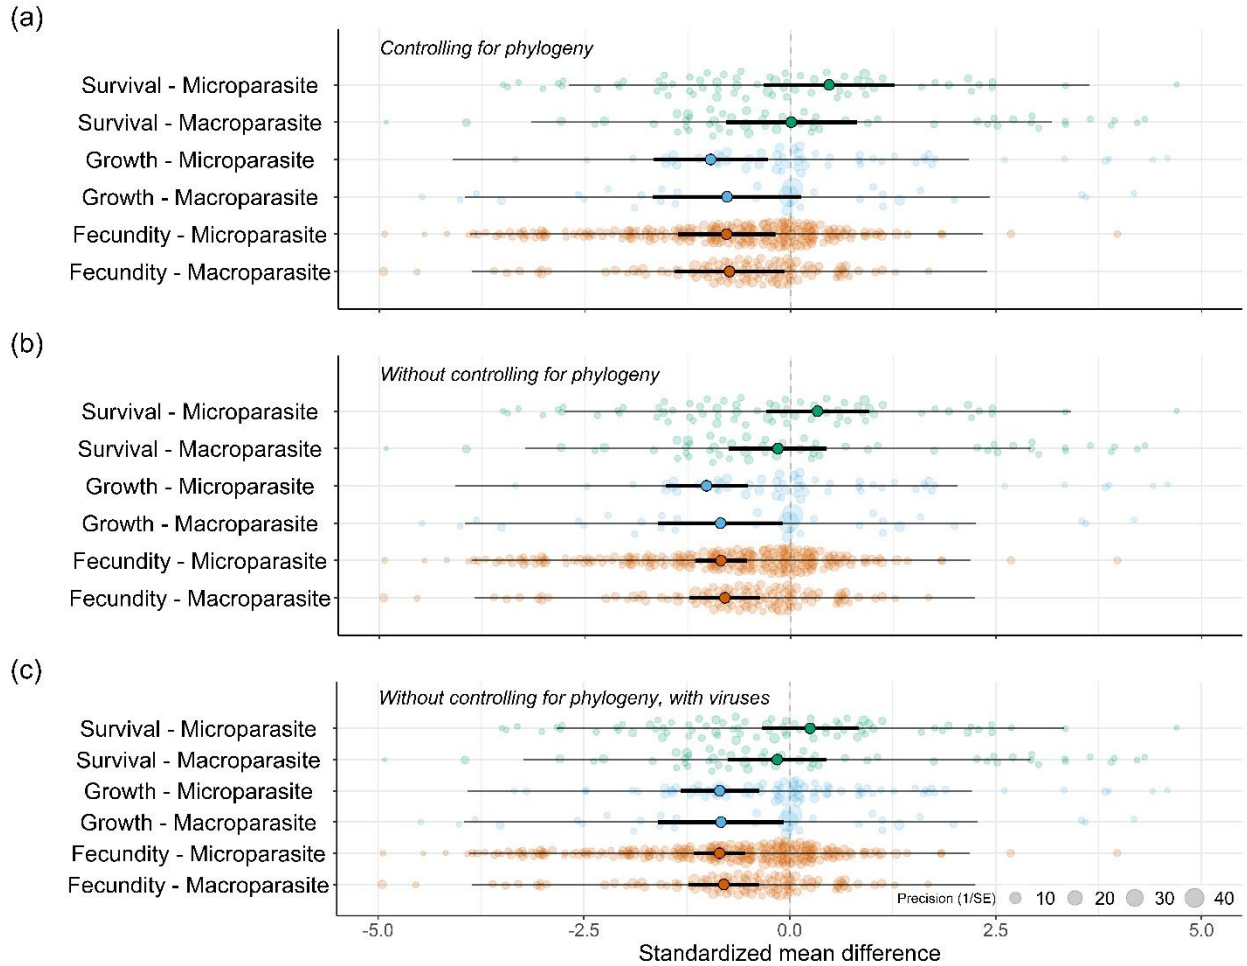 (a)
Controlling for phylogeny
Survival - Microparasite
Survival - Macroparasite
Growth - Microparasite
Growth - Macroparasite
Fecundity - Microparasite
Fecundity - Macroparasite
(b)
Without controlling for phylogeny
Survival - Microparasite
Survival - Macroparasite
Growth - Microparasite
Growth - Macroparasite
Fecundity - Microparasite
Fecundity - Macroparasite
(c)
Without controlling for phylogeny, with viruses
Survival - Microparasite
Survival - Macroparasite
Growth - Microparasite
Growth - Macroparasite
Fecundity - Microparasite
Fecundity - Macroparasite
Precision (1/SE) 10 20 30 40
-5.0 -2.5 0.0 2.5 5.0
Standardized mean difference